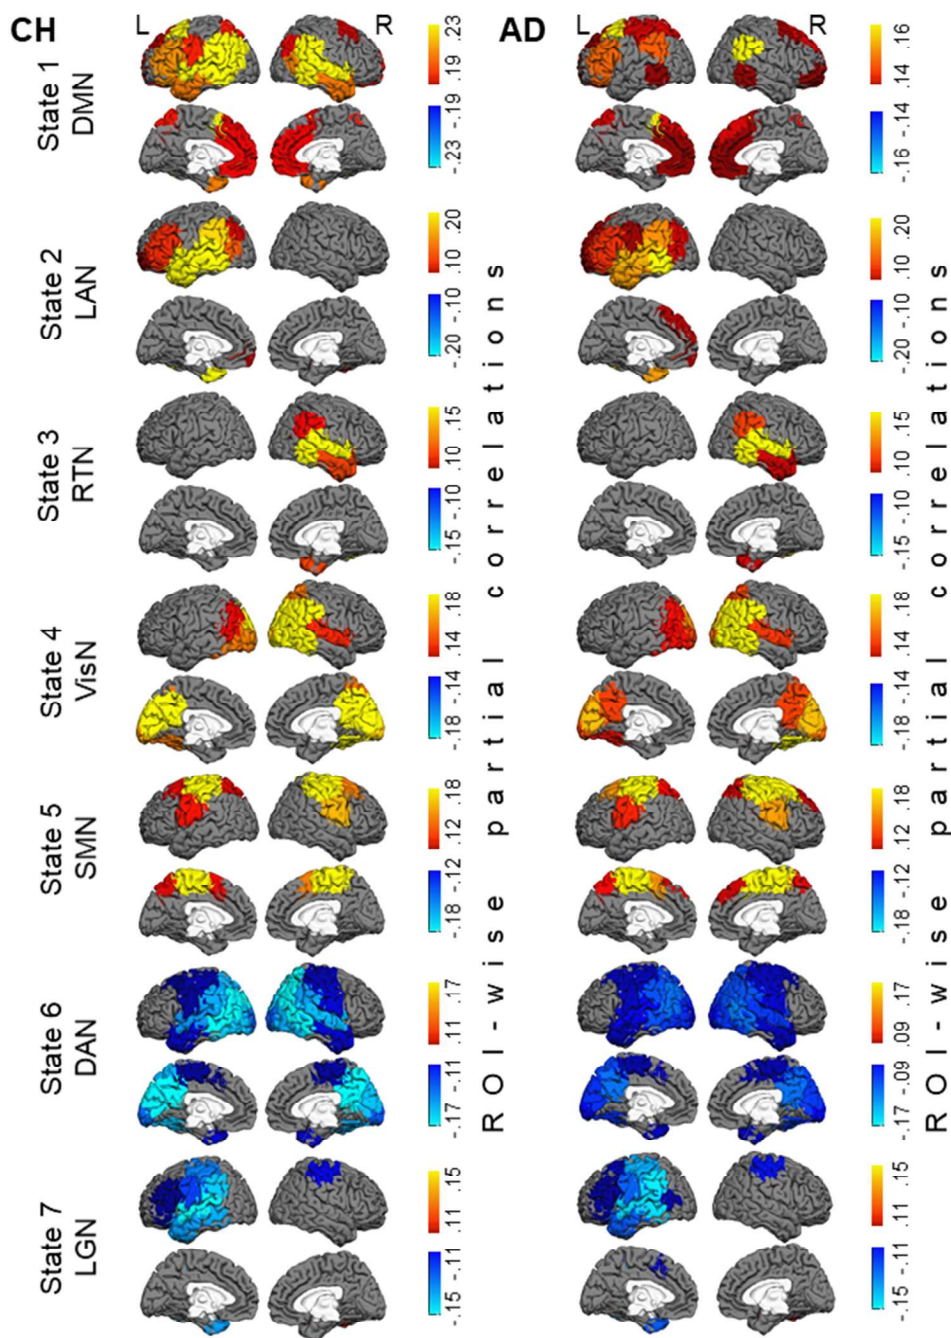 CH
L
R
AD
L
R
State 1
DMN
-.23 -.19
.19 .23
-.16 -.14
.14 .16
State 2
LAN
-.20 -.10
.10 .20
-.20 -.10
.10 .20
State 3
RTN
-.15 -.10
.10 .15
-.15 -.10
.10 .15
State 4
VisN
-.18 -.14
.14 .18
-.18 -.14
.14 .18
State 5
SMN
-.18 -.12
.12 .18
-.18 -.12
.12 .18
State 6
DAN
-.17 -.11
.11 .17
-.17 -.09
.09 .17
State 7
LGN
-.15 -.11
.11 .15
-.15 -.11
.11 .15
ROI-wise partial correlations
ROI-wise partial correlations